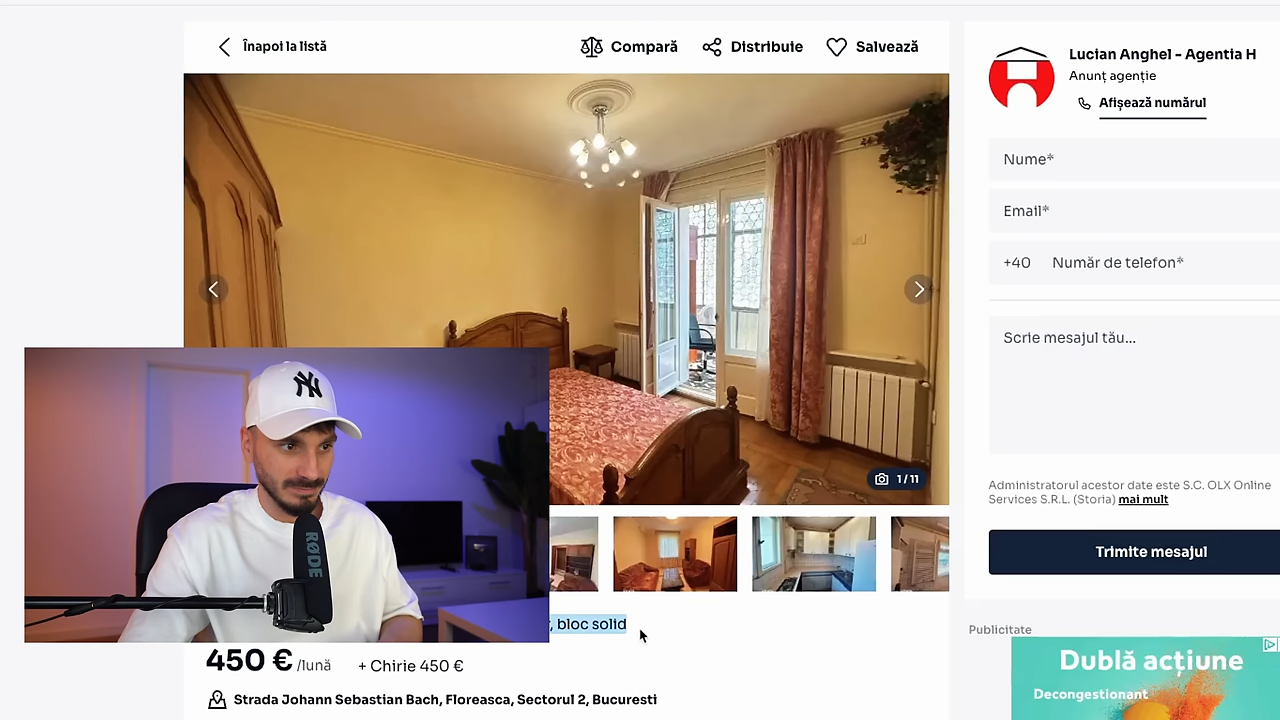 Înapoi la listă
Compară
Distribuie
Salvează
1/11
, bloc solid
450 €/lună
+ Chirie 450 €
Strada Johann Sebastian Bach, Floreasca, Sectorul 2, Bucuresti
NY
RØDE
Lucian Anghel - Agentia H
Anunț agenție
Afișează numărul
Nume*
Email*
+40 Număr de telefon*
Scrie mesajul tău...
Administratorul acestor date este S.C. OLX Online
Services S.R.L. (Storia) mai mult
Trimite mesajul
Publicitate
Dublă acțiune
Decongestionant